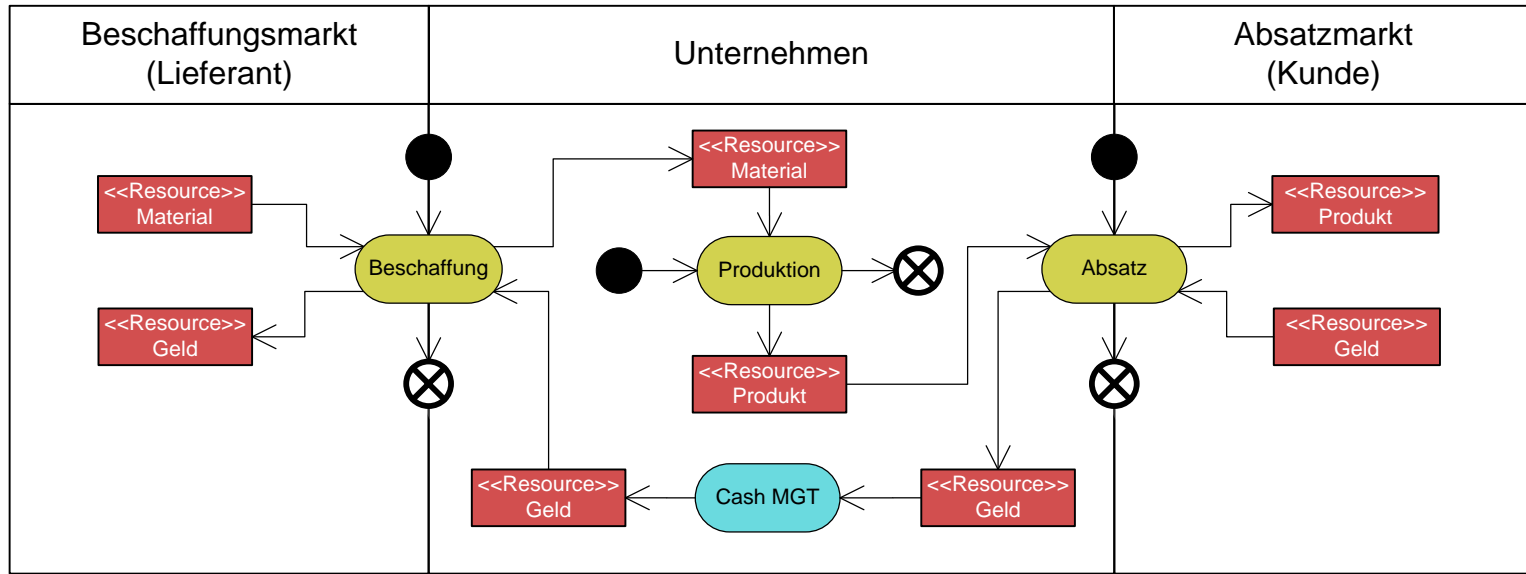 Beschaffungsmarkt
(Lieferant)
Unternehmen
Absatzmarkt
(Kunde)
<<Resource>>
Material
<<Resource>>
Geld
Beschaffung
<<Resource>>
Material
Produktion
<<Resource>>
Produkt
<<Resource>>
Geld
Cash MGT
<<Resource>>
Geld
Absatz
<<Resource>>
Produkt
<<Resource>>
Geld